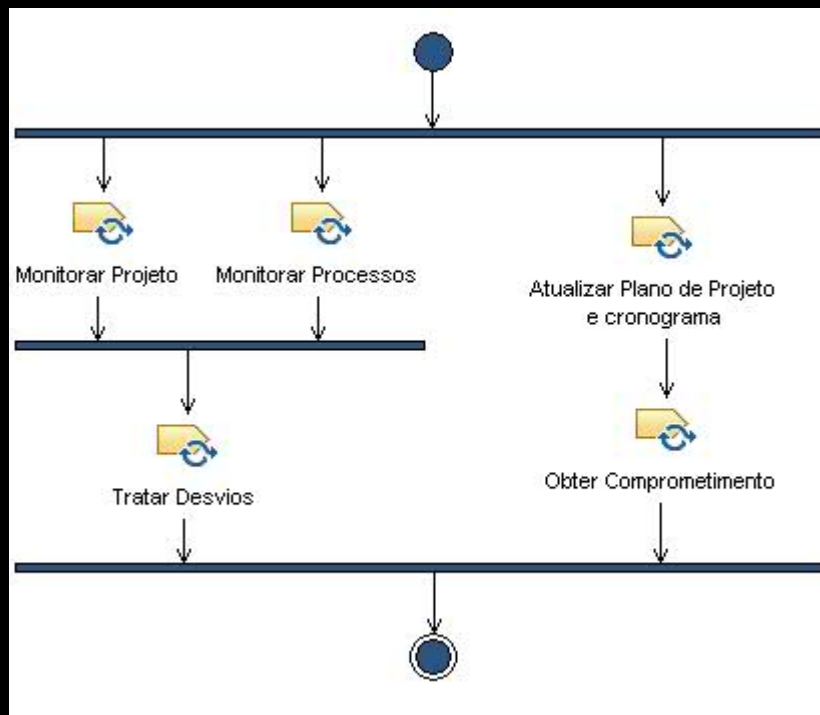 Monitorar Projeto
Monitorar Processos
Atualizar Plano de Projeto
e cronograma
Tratar Desvios
Obter Comprometimento